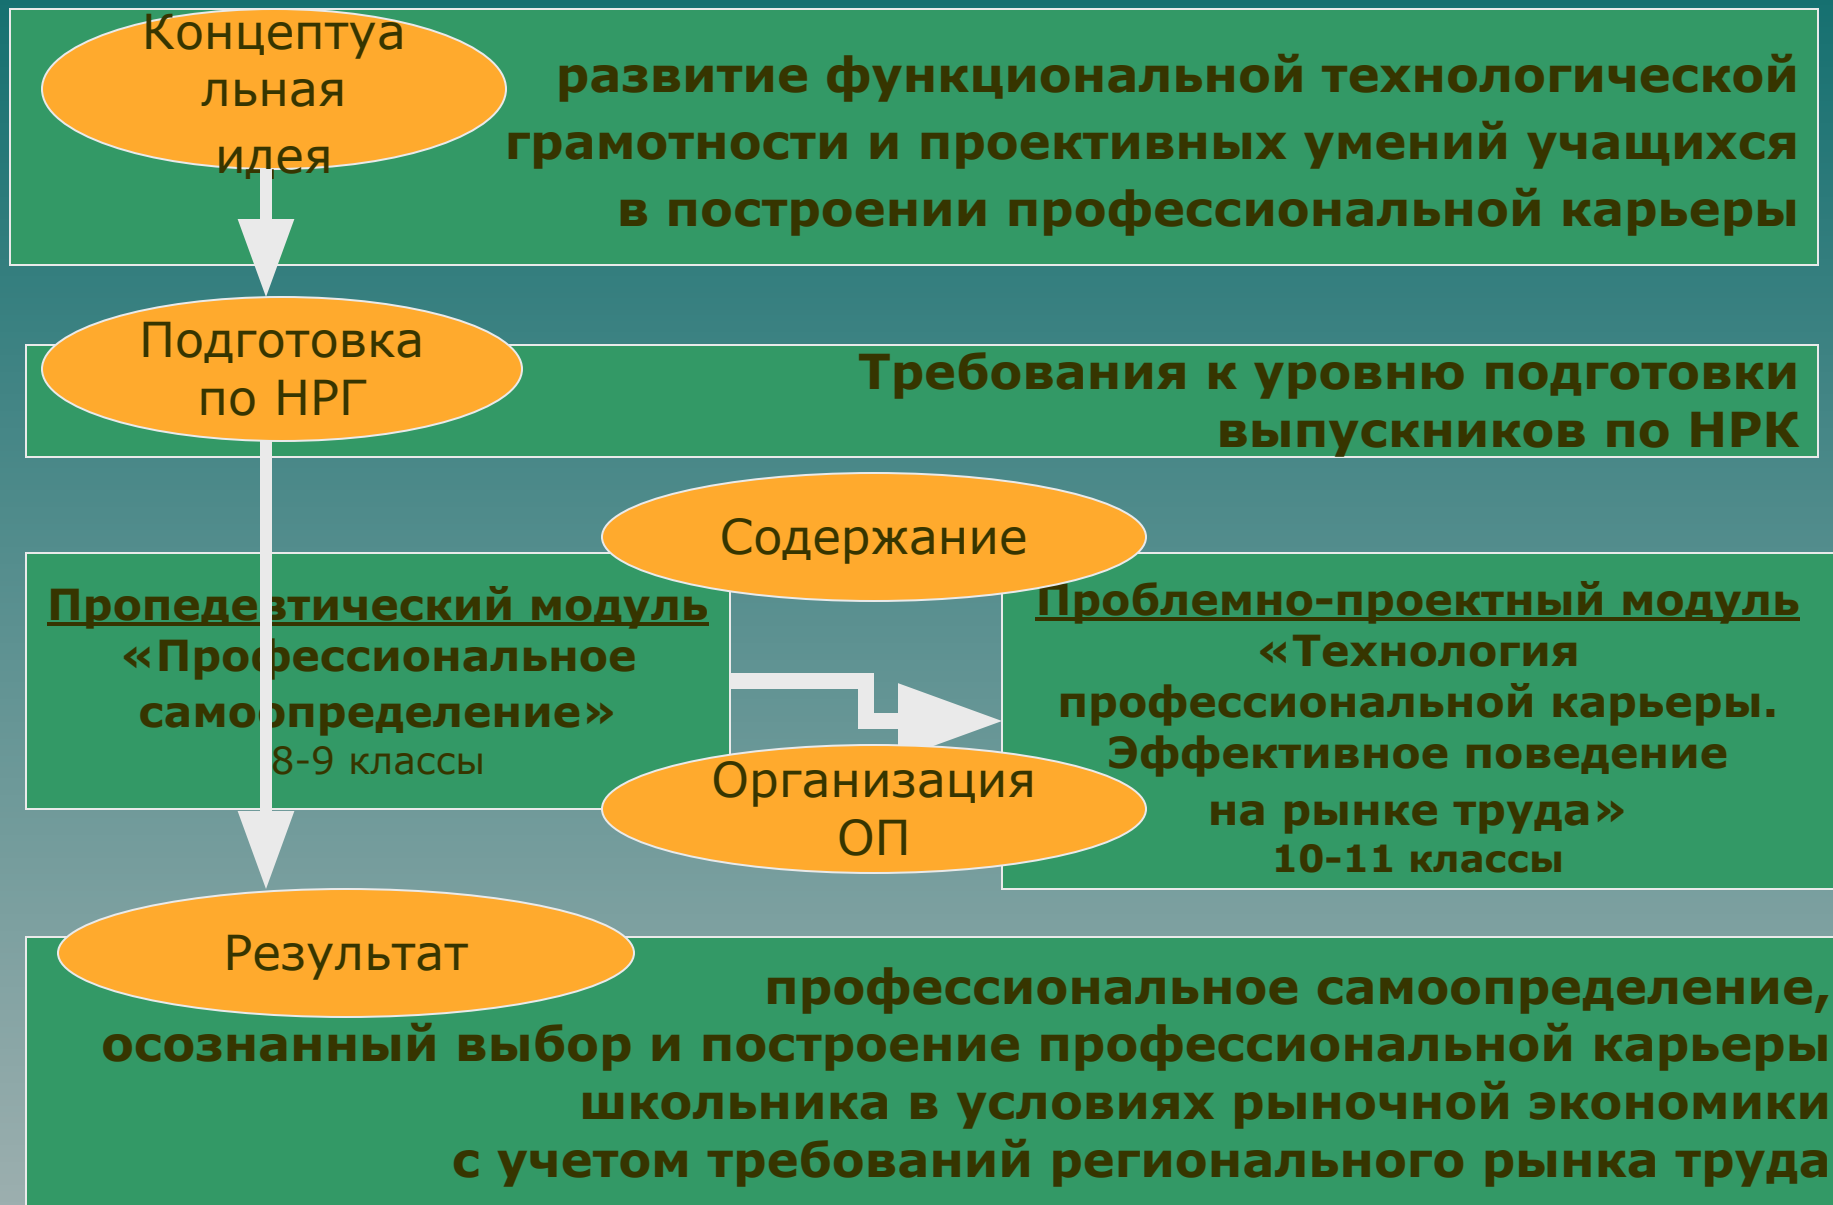 Концептуа
льная
идея
развитие функциональной технологической
грамотности и проективных умений учащихся
в построении профессиональной карьеры
Подготовка
по НРГ
Требования к уровню подготовки
выпускников по НРК
Содержание
Пропедевтический модуль
«Профессиональное
самоопределение»
8-9 классы
Проблемно-проектный модуль
«Технология
профессиональной карьеры.
Эффективное поведение
на рынке труда»
10-11 классы
Организация
ОП
Результат
профессиональное самоопределение,
осознанный выбор и построение профессиональной карьеры
школьника в условиях рыночной экономики
с учетом требований регионального рынка труда